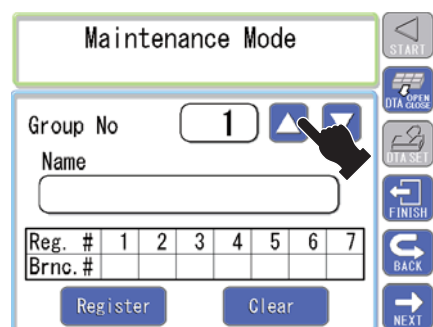 Maintenance Mode
START
DTA OPEN CLOSE
Group No 1
DTA SET
Name
FINISH
Reg. # 1 2 3 4 5 6 7
Brnc. #
BACK
Register Clear
NEXT